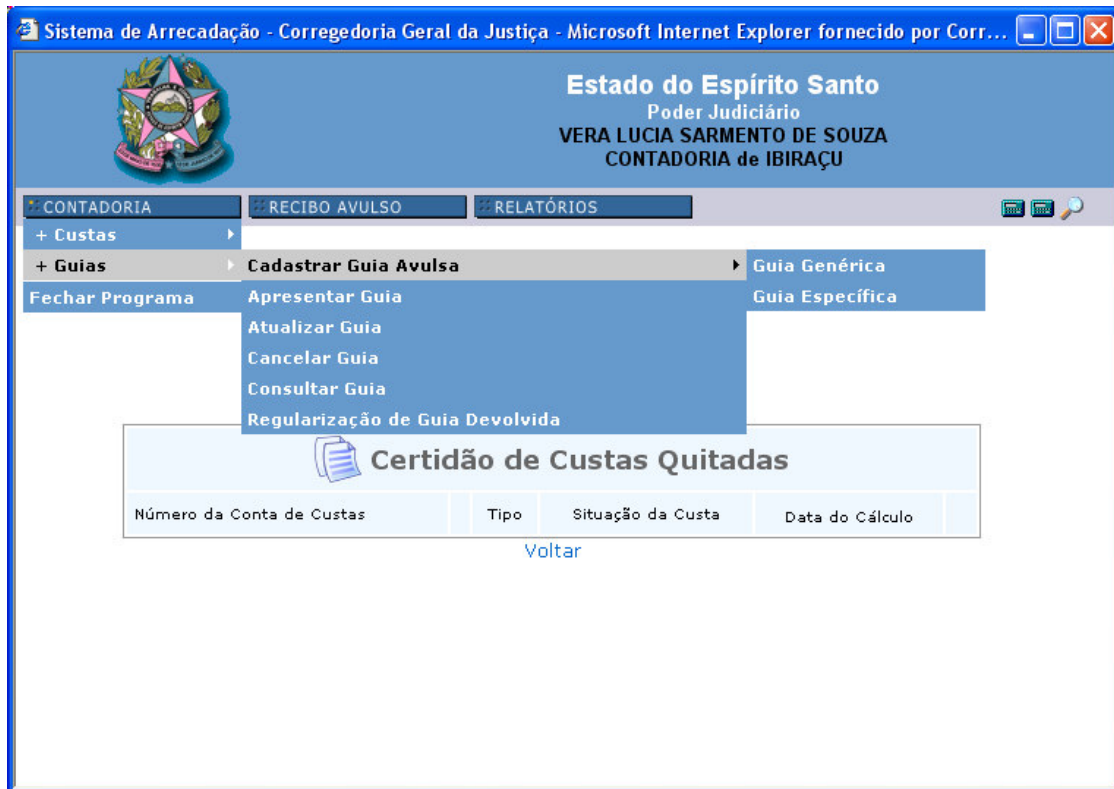 Sistema de Arrecadação - Corregedoria Geral da Justiça - Microsoft Internet Explorer fornecido por Corr...
Estado do Espírito Santo
Poder Judiciário
VERA LUCIA SARMENTO DE SOUZA
CONTADORIA de IBIRAÇU
CONTADORIA RECIBO AVULSO RELATÓRIOS
+ Custas
+ Guias Cadastrar Guia Avulsa Guia Genérica
Fechar Programa Apresentar Guia Guia Específica
Atualizar Guia
Cancelar Guia
Consultar Guia
Regularização de Guia Devolvida
Certidão de Custas Quitadas
Número da Conta de Custas Tipo Situação da Custa Data do Cálculo
Voltar